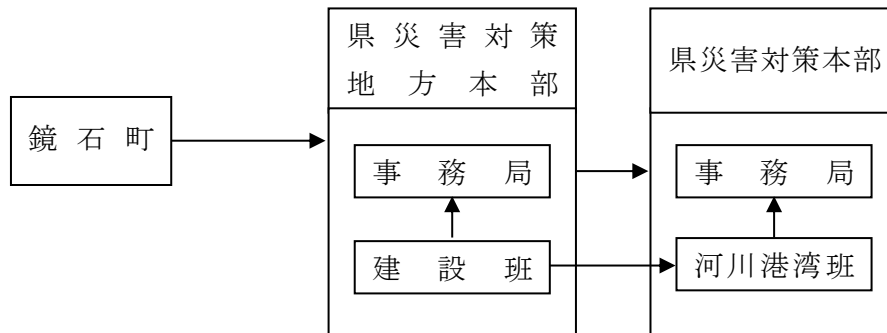 鏡石町
県災害対策
地方本部
事務局
建設班
県災害対策本部
事務局
河川港湾班